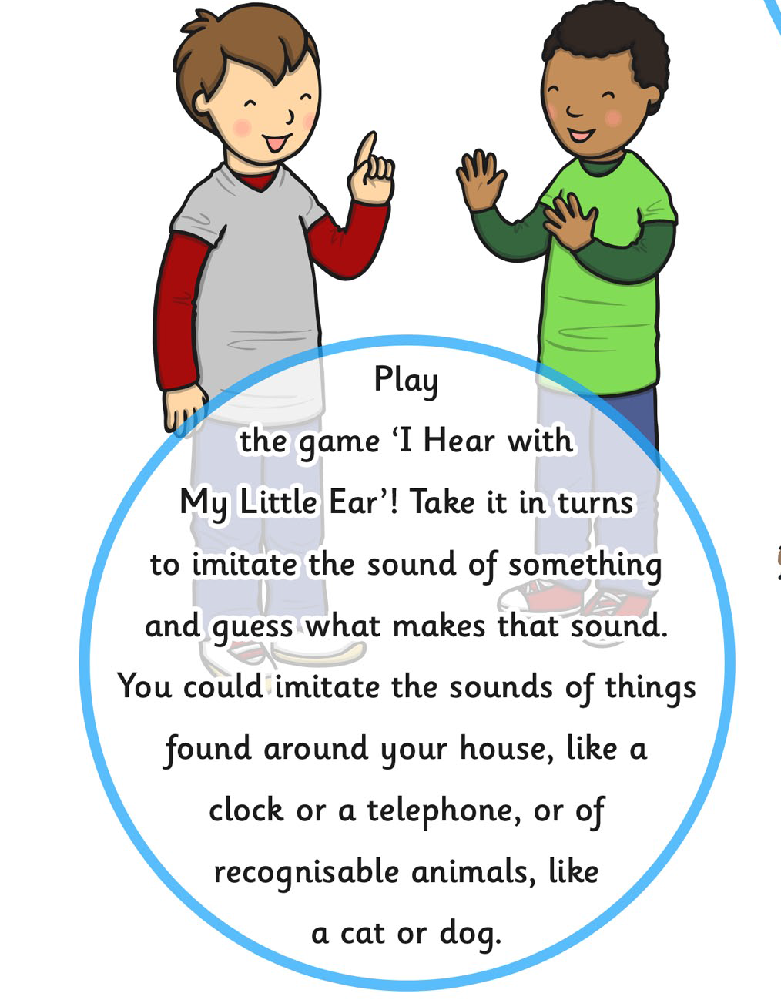 Play
the game ‘I Hear with
My Little Ear’! Take it in turns
to imitate the sound of something
and guess what makes that sound.
You could imitate the sounds of things
found around your house, like a
clock or a telephone, or of
recognisable animals, like
a cat or dog.